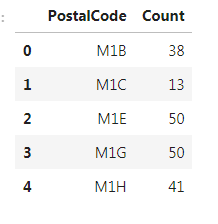 :
PostalCode Count
0 M1B 38
1 M1C 13
2 M1E 50
3 M1G 50
4 M1H 41